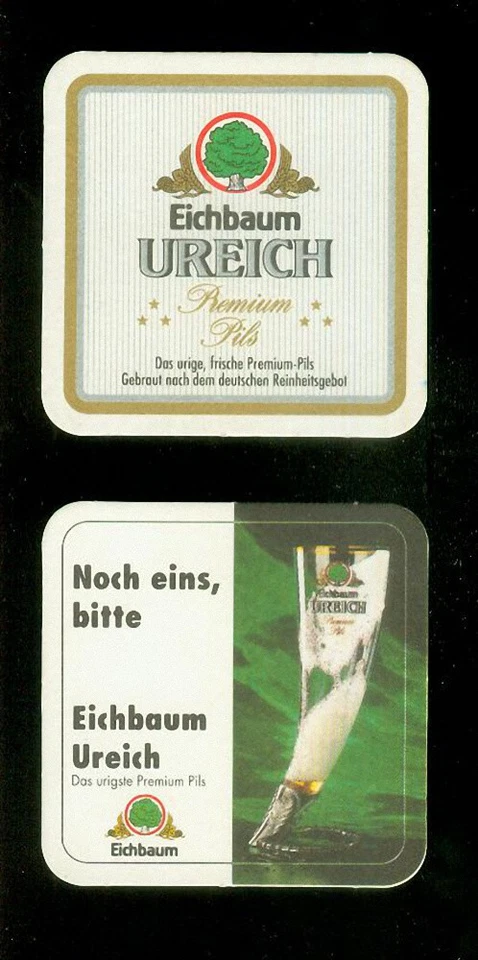 Eichbaum
UREICH
Premium
Pils
Das urige, frische Premium-Pils
Gebraut nach dem deutschen Reinheitsgebot
Noch eins,
bitte
Eichbaum
Ureich
Das urigste Premium Pils
Eichbaum
Eichbaum
UREICH
Premium
Pils